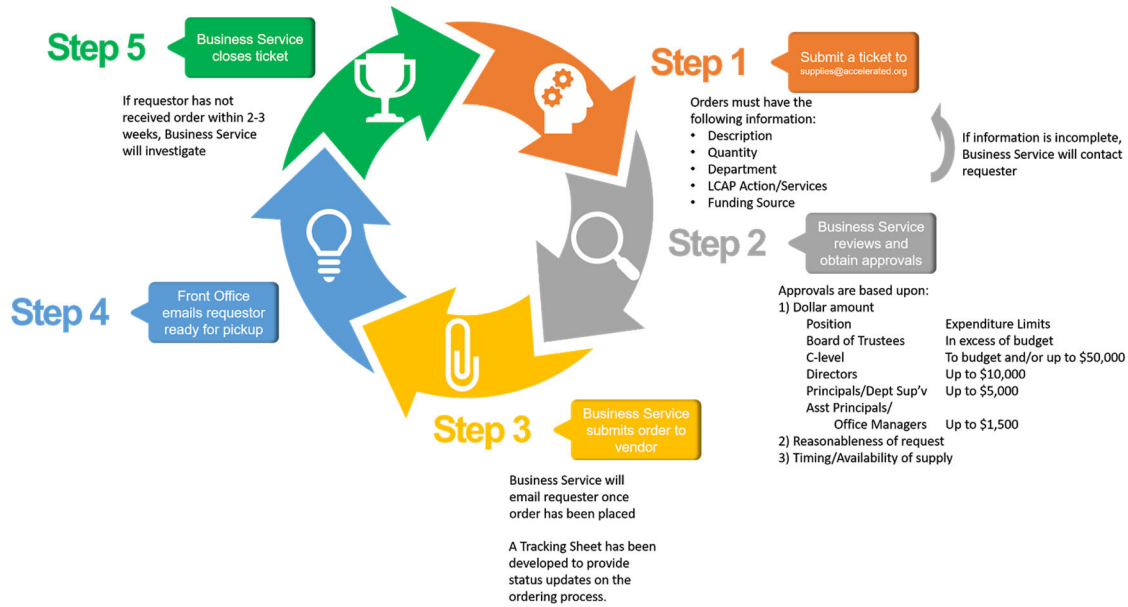 Step 1
Submit a ticket to
supplies@accelerated.org
Orders must have the
following information:
• Description
• Quantity
• Department
• LCAP Action/Services
• Funding Source
If information is incomplete,
Business Service will contact
requester
Step 2
Business Service
reviews and
obtain approvals
Approvals are based upon:
1) Dollar amount
Position Expenditure Limits
Board of Trustees In excess of budget
C-level To budget and/or up to $50,000
Directors Up to $10,000
Principals/Dept Sup’v Up to $5,000
Asst Principals/
Office Managers Up to $1,500
2) Reasonableness of request
3) Timing/Availability of supply
Step 3
Business Service
submits order to
vendor
Business Service will
email requester once
order has been placed
A Tracking Sheet has been
developed to provide
status updates on the
ordering process.
Step 4
Front Office
emails requestor
ready for pickup
Step 5
Business Service
closes ticket
If requestor has not
received order within 2-3
weeks, Business Service
will investigate